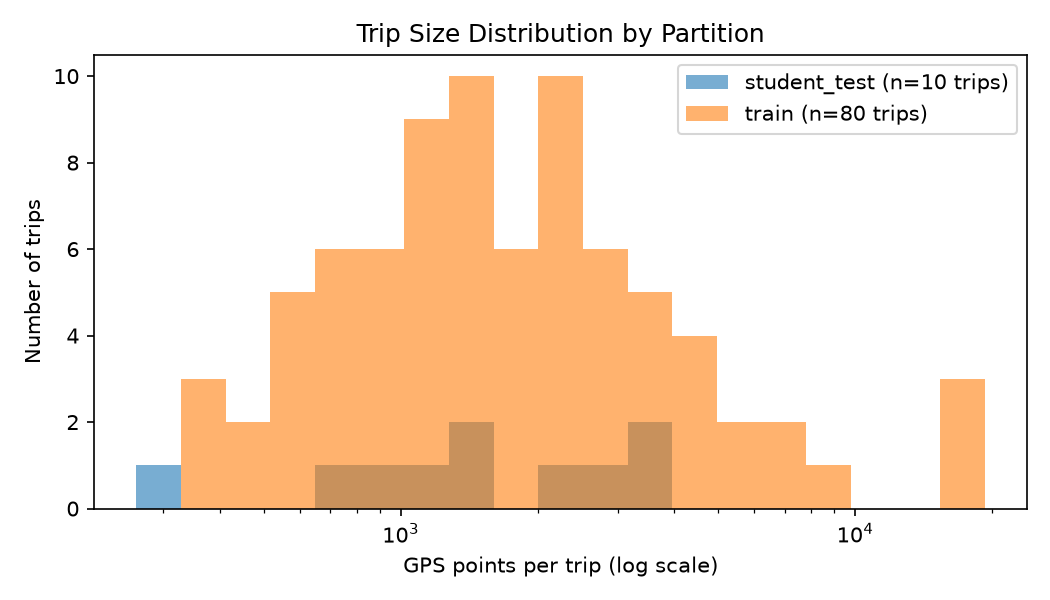 Trip Size Distribution by Partition
student_test (n=10 trips)
train (n=80 trips)
Number of trips
10
8
6
4
2
0
10³
10⁴
GPS points per trip (log scale)